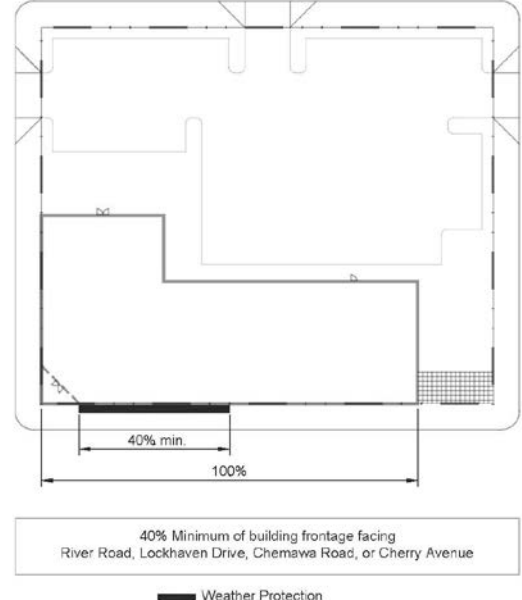 40% min.
100%
40% Minimum of building frontage facing
River Road, Lockhaven Drive, Chemawa Road, or Cherry Avenue
Weather Protection